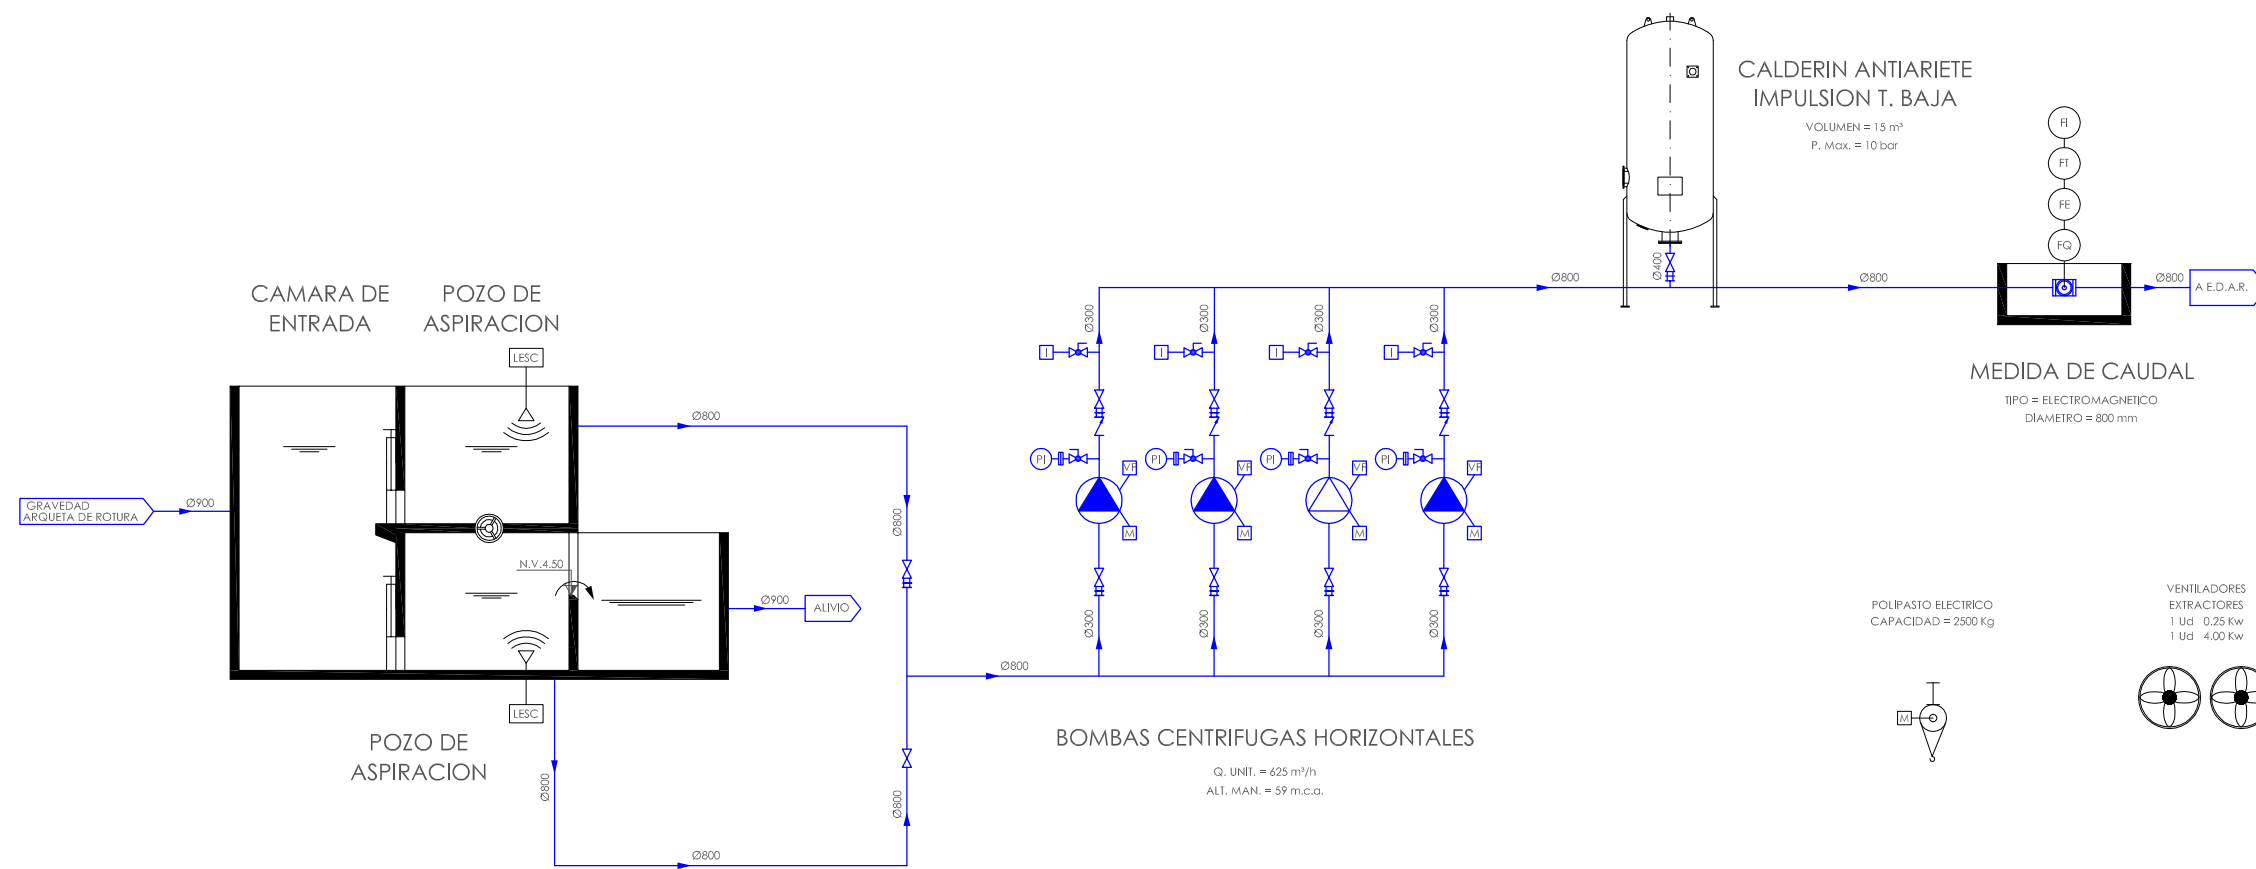 CALDERIN ANTIARIETE
IMPULSION T. BAJA
VOLUMEN = 15 m³
P. Max. = 10 bar
FI
FT
FE
FQ
Ø400
Ø800
Ø800
Ø800
A E.D.A.R.
MEDIDA DE CAUDAL
TIPO = ELECTROMAGNETICO
DIAMETRO = 800 mm
CAMARA DE
ENTRADA
POZO DE
ASPIRACION
LESC
GRAVEDAD
ARQUETA DE ROTURA
Ø900
Ø800
Ø800
N.V.4.50
Ø900
ALIVIO
LESC
POZO DE
ASPIRACION
Ø800
Ø800
Ø800
Ø800
Ø300
Ø300
Ø300
Ø300
I
I
I
I
PI
PI
PI
PI
VF
VF
VF
VF
M
M
M
M
Ø300
Ø300
Ø300
Ø300
BOMBAS CENTRIFUGAS HORIZONTALES
Q. UNIT. = 625 m³/h
ALT. MAN. = 59 m.c.a.
POLIPASTO ELECTRICO
CAPACIDAD = 2500 Kg
M
VENTILADORES
EXTRACTORES
1 Ud 0.25 Kw
1 Ud 4.00 Kw